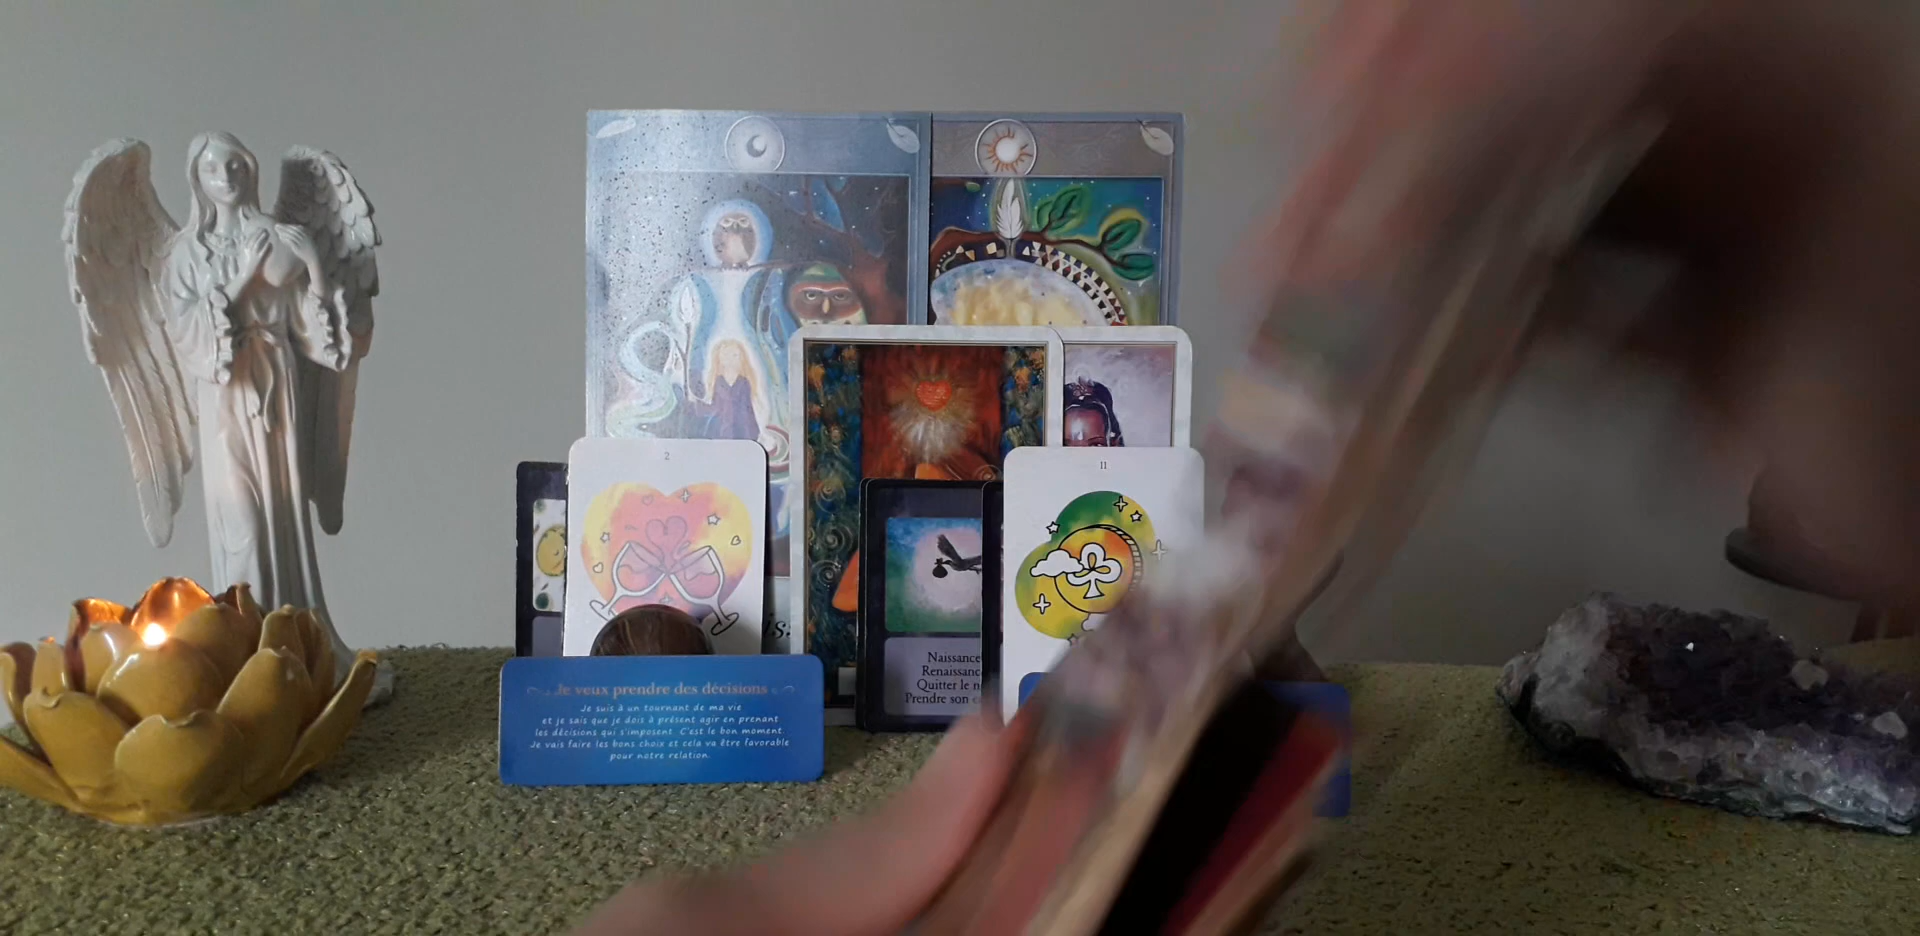 2
II
is.
Naissance
Renaissance
Quitter le n
Prendre son e
Je veux prendre des décisions
Je suis à un tournant de ma vie
et je sais que je dois à présent agir en prenant
les décisions qui s'imposent. C'est le bon moment.
Je vais faire les bons choix et cela va être favorable
pour notre relation.